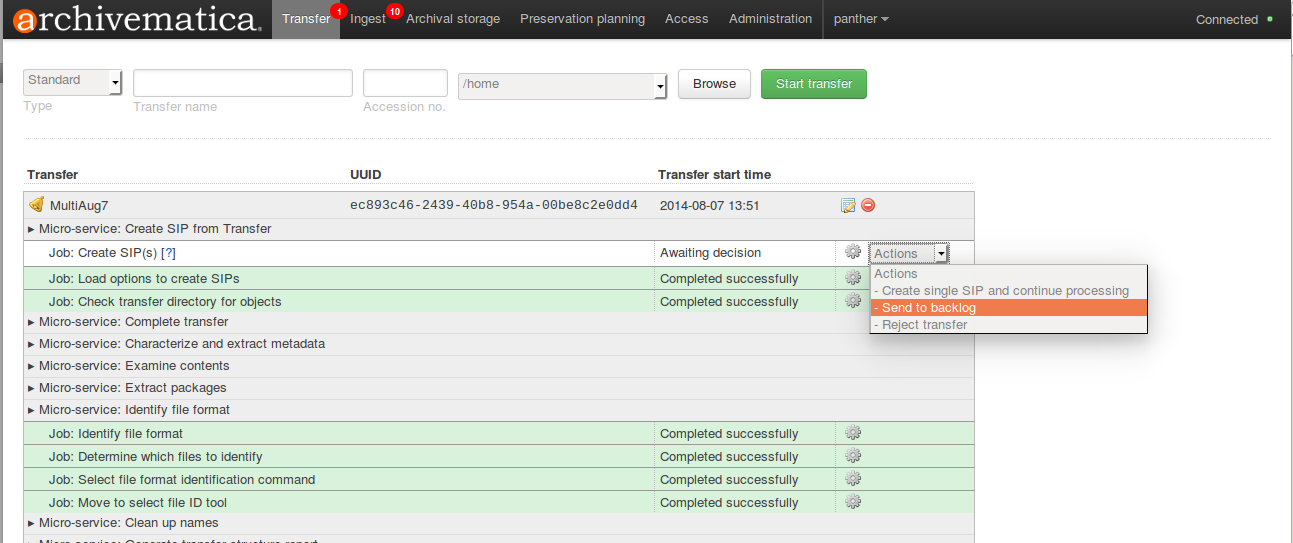 archivematica
Transfer 1 Ingest 10 Archival storage Preservation planning Access Administration panther Connected
Standard /home Browse Start transfer
Type Transfer name Accession no.
Transfer UUID Transfer start time
MultiAug7 ec893c46-2439-40b8-954a-00be8c2e0dd4 2014-08-07 13:51
▸ Micro-service: Create SIP from Transfer
Job: Create SIP(s) [?] Awaiting decision Actions
Actions
Job: Load options to create SIPs Completed successfully
- Create single SIP and continue processing
Job: Check transfer directory for objects Completed successfully
- Send to backlog
- Reject transfer
▸ Micro-service: Complete transfer
▸ Micro-service: Characterize and extract metadata
▸ Micro-service: Examine contents
▸ Micro-service: Extract packages
▸ Micro-service: Identify file format
Job: Identify file format Completed successfully
Job: Determine which files to identify Completed successfully
Job: Select file format identification command Completed successfully
Job: Move to select file ID tool Completed successfully
▸ Micro-service: Clean up names
▸ Micro-service: Generate transfer structure report